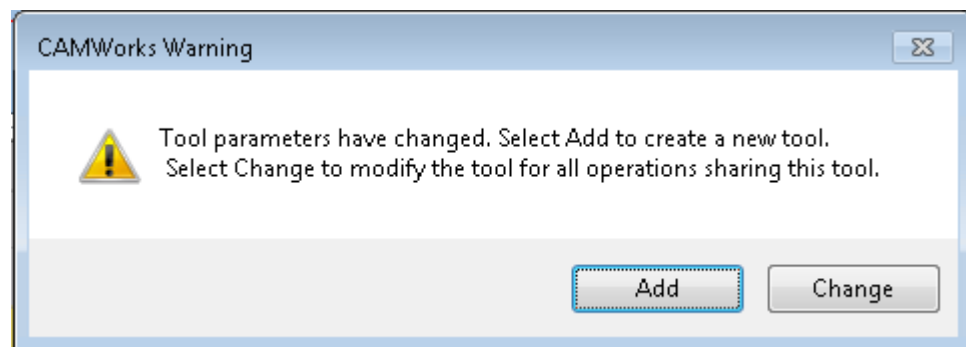 CAMWorks Warning
Tool parameters have changed. Select Add to create a new tool.
Select Change to modify the tool for all operations sharing this tool.
Add
Change